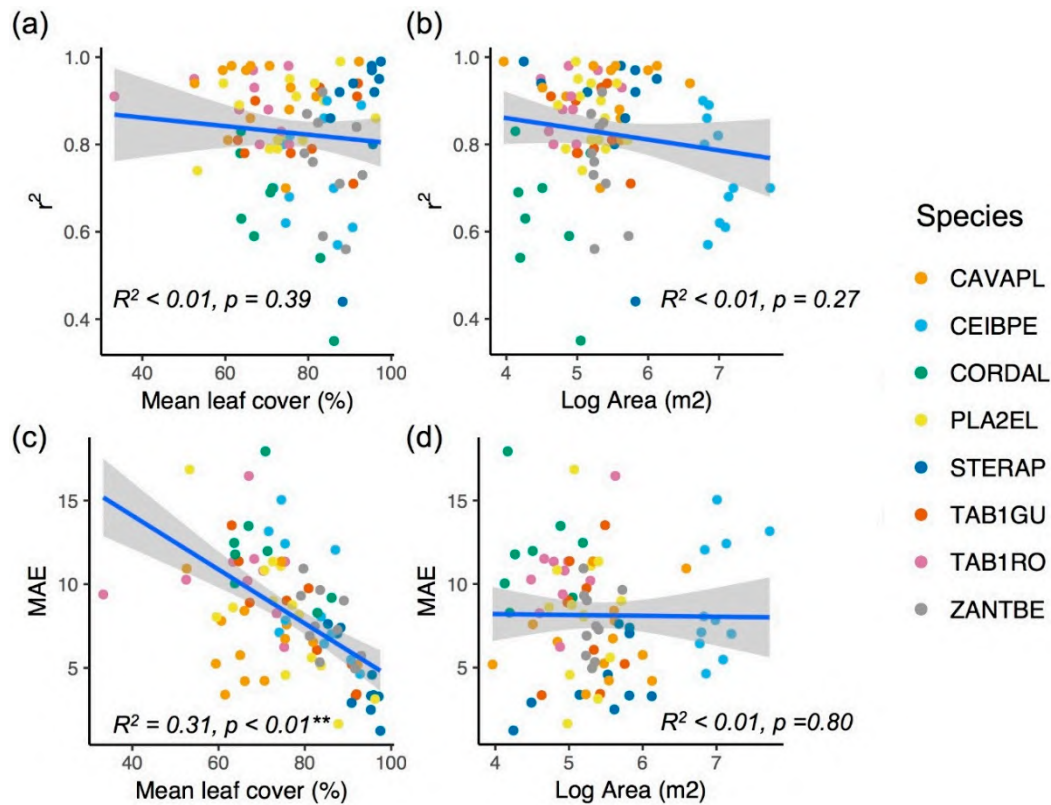 (a)
1.0
0.8
0.6
0.4
r²
R² < 0.01, p = 0.39
40 60 80 100
Mean leaf cover (%)
(b)
1.0
0.8
0.6
0.4
r²
R² < 0.01, p = 0.27
4 5 6 7
Log Area (m2)
(c)
15
10
5
MAE
R² = 0.31, p < 0.01**
40 60 80 100
Mean leaf cover (%)
(d)
15
10
5
MAE
R² < 0.01, p =0.80
4 5 6 7
Log Area (m2)
Species
CAVAPL
CEIBPE
CORDAL
PLA2EL
STERAP
TAB1GU
TAB1RO
ZANTBE